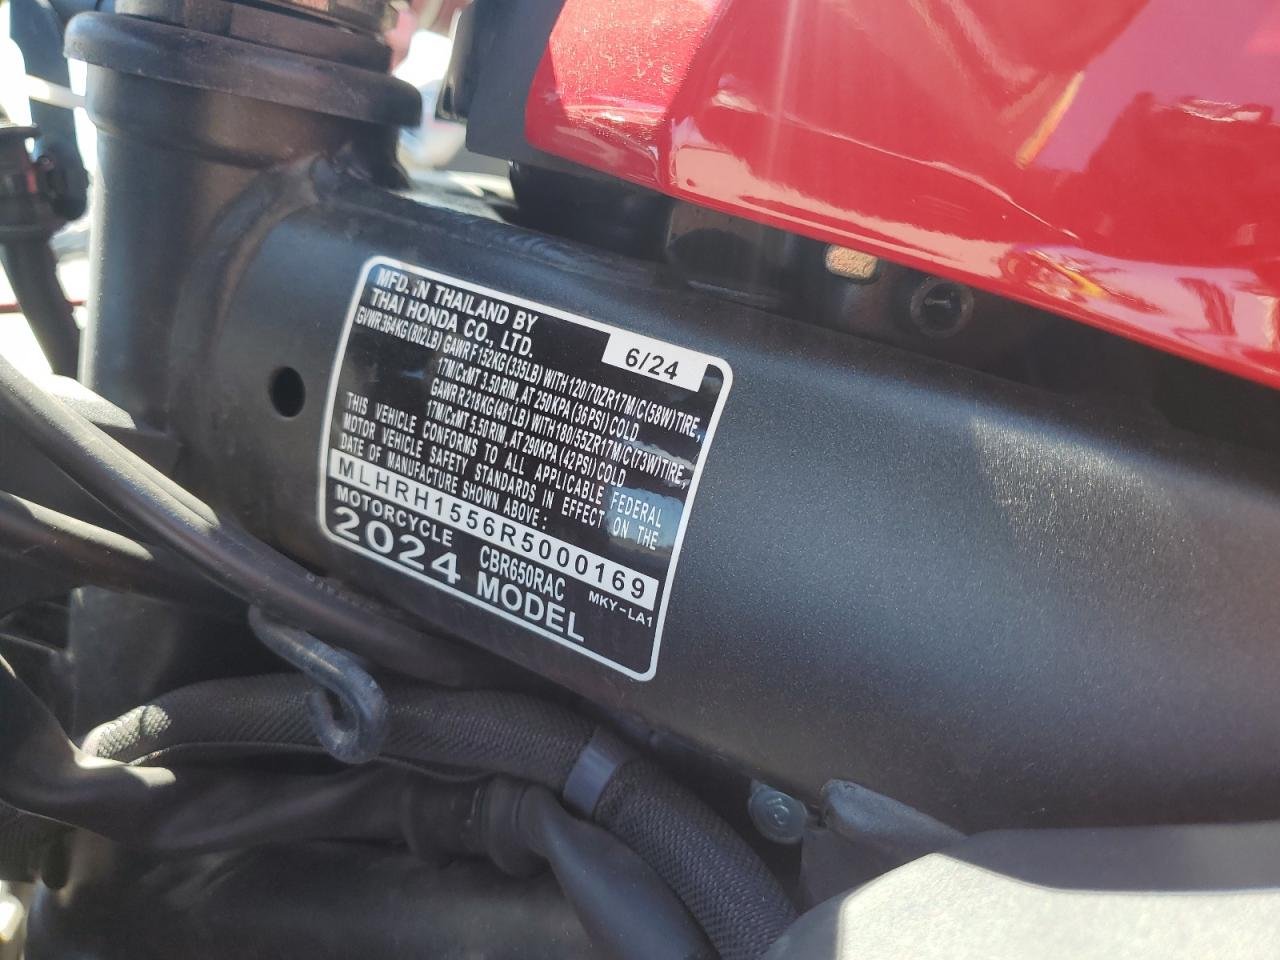 MFD. IN THAILAND BY
THAI HONDA CO., LTD.
6/24
GVWR 364KG(802LB) GAWR F 152KG(335LB) WITH 120/70ZR17M/C(58W)TIRE,
17M/CxMT 3.50 RIM, AT 250KPA (36PSI) COLD
GAWR R 218KG(481LB) WITH 180/55ZR17M/C(73W)TIRE,
17M/CxMT 5.50 RIM, AT 290KPA (42PSI) COLD
THIS VEHICLE CONFORMS TO ALL APPLICABLE FEDERAL
MOTOR VEHICLE SAFETY STANDARDS IN EFFECT ON THE
DATE OF MANUFACTURE SHOWN ABOVE:
MLHRH1556R5000169
MOTORCYCLE CBR650RAC MKY-LA1
2024 MODEL